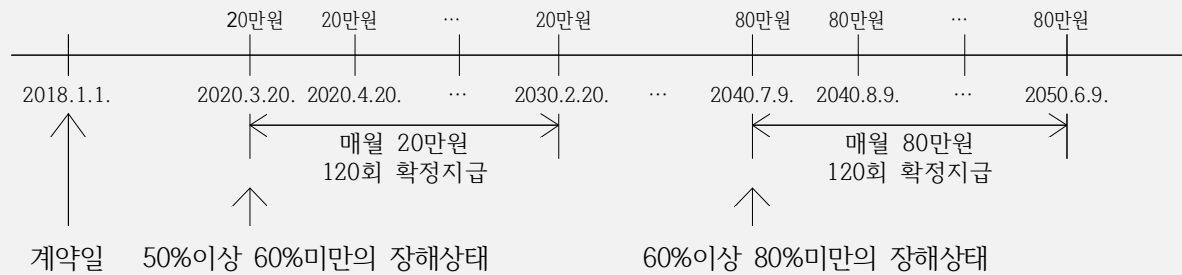 20만원 20만원 … 20만원 80만원 80만원 … 80만원
2018.1.1. 2020.3.20. 2020.4.20. … 2030.2.20. … 2040.7.9. 2040.8.9. … 2050.6.9.
매월 20만원 매월 80만원
120회 확정지급 120회 확정지급
계약일 50%이상 60%미만의 장해상태 60%이상 80%미만의 장해상태